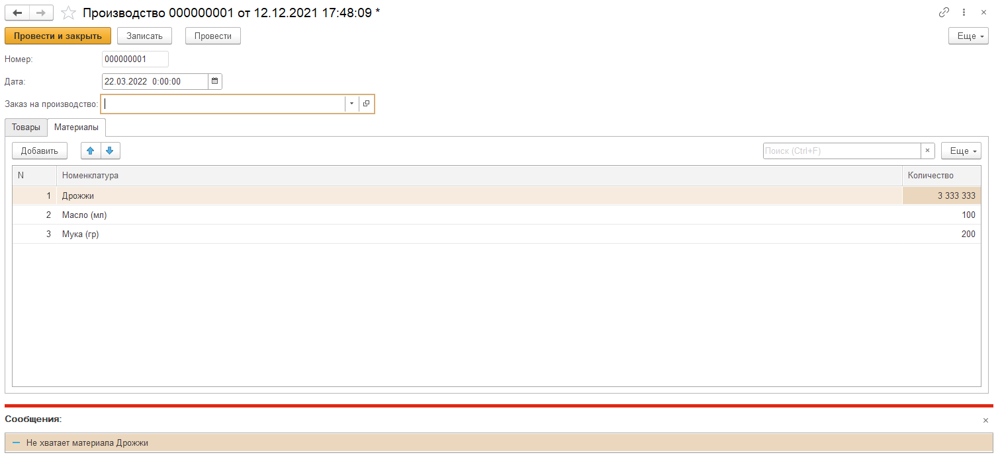 Производство 000000001 от 12.12.2021 17:48:09 *
Провести и закрыть Записать Провести Еще
Номер: 000000001
Дата: 22.03.2022 0:00:00
Заказ на производство:
Товары Материалы
Добавить Поиск (Ctrl+F) × Еще
N Номенклатура Количество
1 Дрожжи 3 333 333
2 Масло (мл) 100
3 Мука (гр) 200
Сообщения:
Не хватает материала Дрожжи